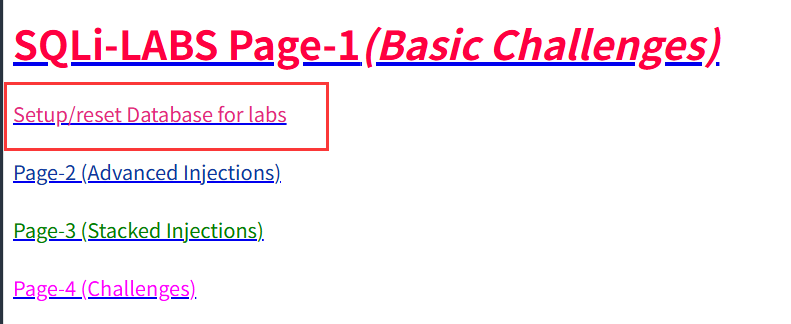 SQLi-LABS Page-1(Basic Challenges)
Setup/reset Database for labs
Page-2 (Advanced Injections)
Page-3 (Stacked Injections)
Page-4 (Challenges)